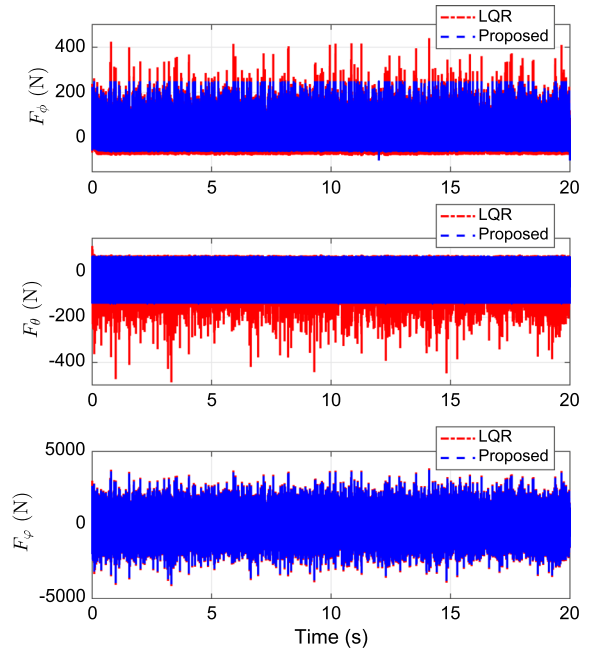 LQR
Proposed
400
200
0
F_ϕ (N)
0 5 10 15 20
LQR
Proposed
0
-200
-400
F_θ (N)
0 5 10 15 20
LQR
Proposed
5000
0
-5000
F_φ (N)
0 5 10 15 20
Time (s)